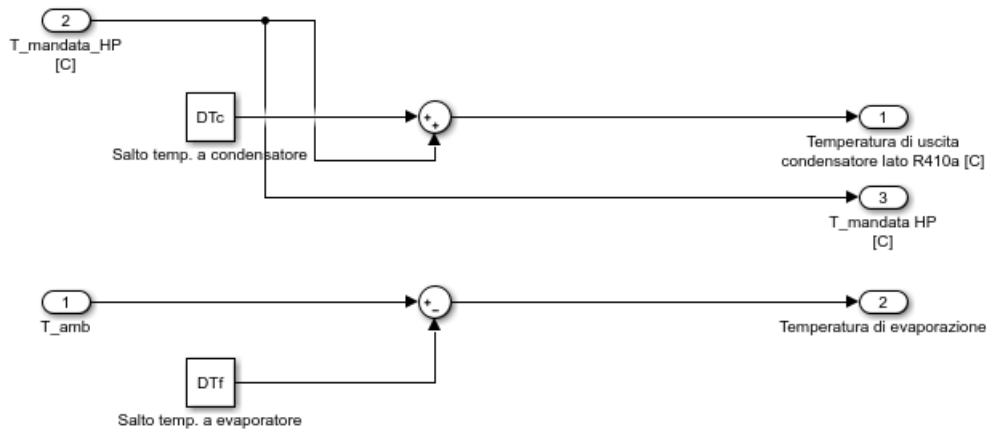 2
T_mandata_HP
[C]
DTc
+
+
Salto temp. a condensatore
1
Temperatura di uscita
condensatore lato R410a [C]
3
T_mandata HP
[C]
1
T_amb
+
−
2
Temperatura di evaporazione
DTf
Salto temp. a evaporatore